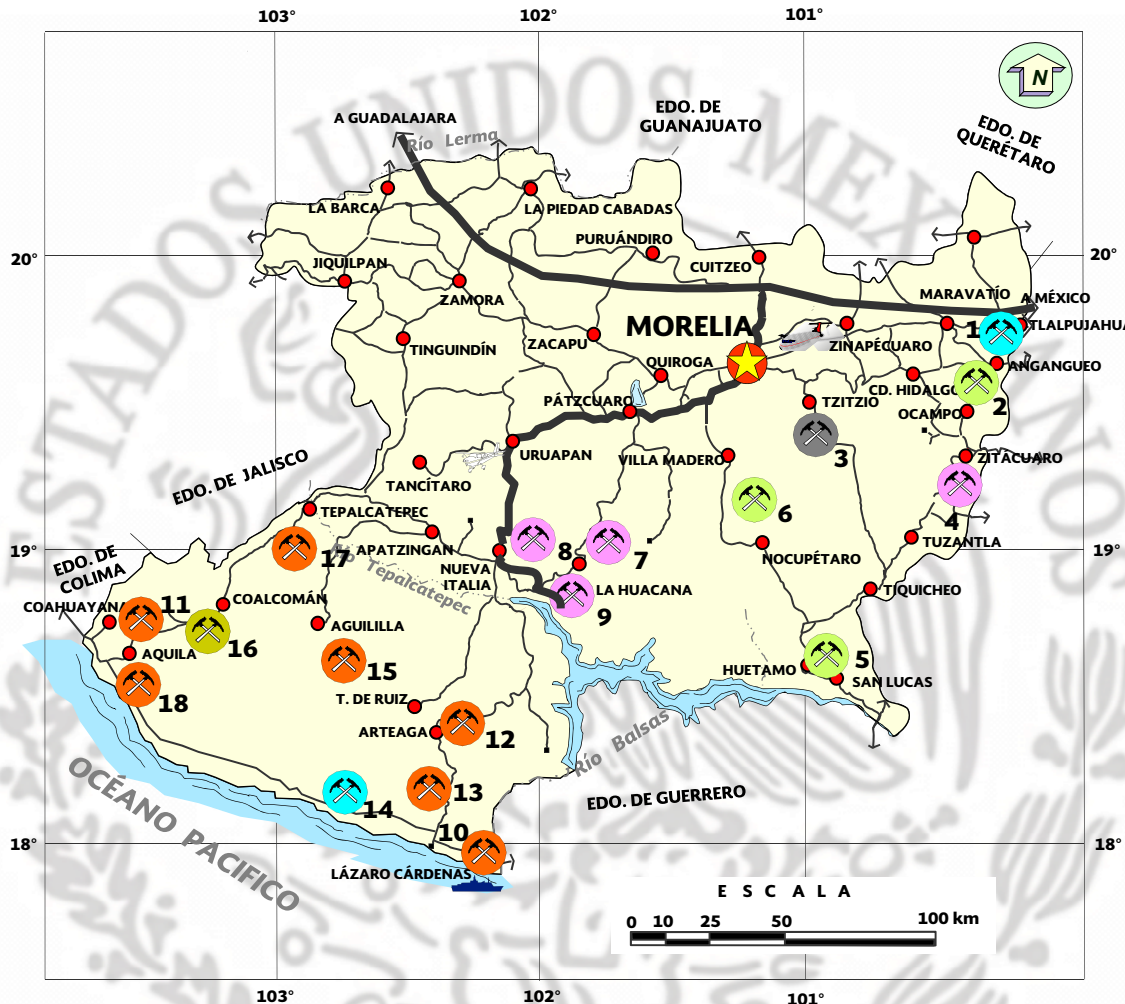 103°
102°
101°
N
ESTADOS UNIDOS MEXICANOS
EDO. DE
GUANAJUATO
EDO. DE
QUERÉTARO
A GUADALAJARA
Río Lerma
LA BARCA
LA PIEDAD CABADAS
PURUÁNDIRO
CUITZEO
20°
20°
JIQUILPAN
ZAMORA
MARAVATÍO
A MÉXICO
MORELIA
1
TLALPUJAHUA
TINGUINDÍN
ZACAPU
ZINAPÉCUARO
QUIROGA
ANGANGUEO
CD. HIDALGO
2
PÁTZCUARO
TZITZIO
OCAMPO
3
URUAPAN
VILLA MADERO
ZITACUARO
EDO. DE JALISCO
TANCÍTARO
TEPALCATEPEC
6
4
APATZINGAN
TUZANTLA
19°
19°
17
8
7
NOCUPÉTARO
EDO. DE
COLIMA
Río Tepalcatepec
NUEVA
ITALIA
LA HUACANA
TIQUICHEO
9
COAHUAYANA
11
COALCOMÁN
AGUILILLA
16
AQUILA
15
5
HUETAMO
SAN LUCAS
18
T. DE RUIZ
ARTEAGA
12
Río Balsas
OCÉANO PACIFICO
13
14
EDO. DE GUERRERO
10
18°
18°
LÁZARO CÁRDENAS
E S C A L A
0 10 25 50 100 km
103°
102°
101°